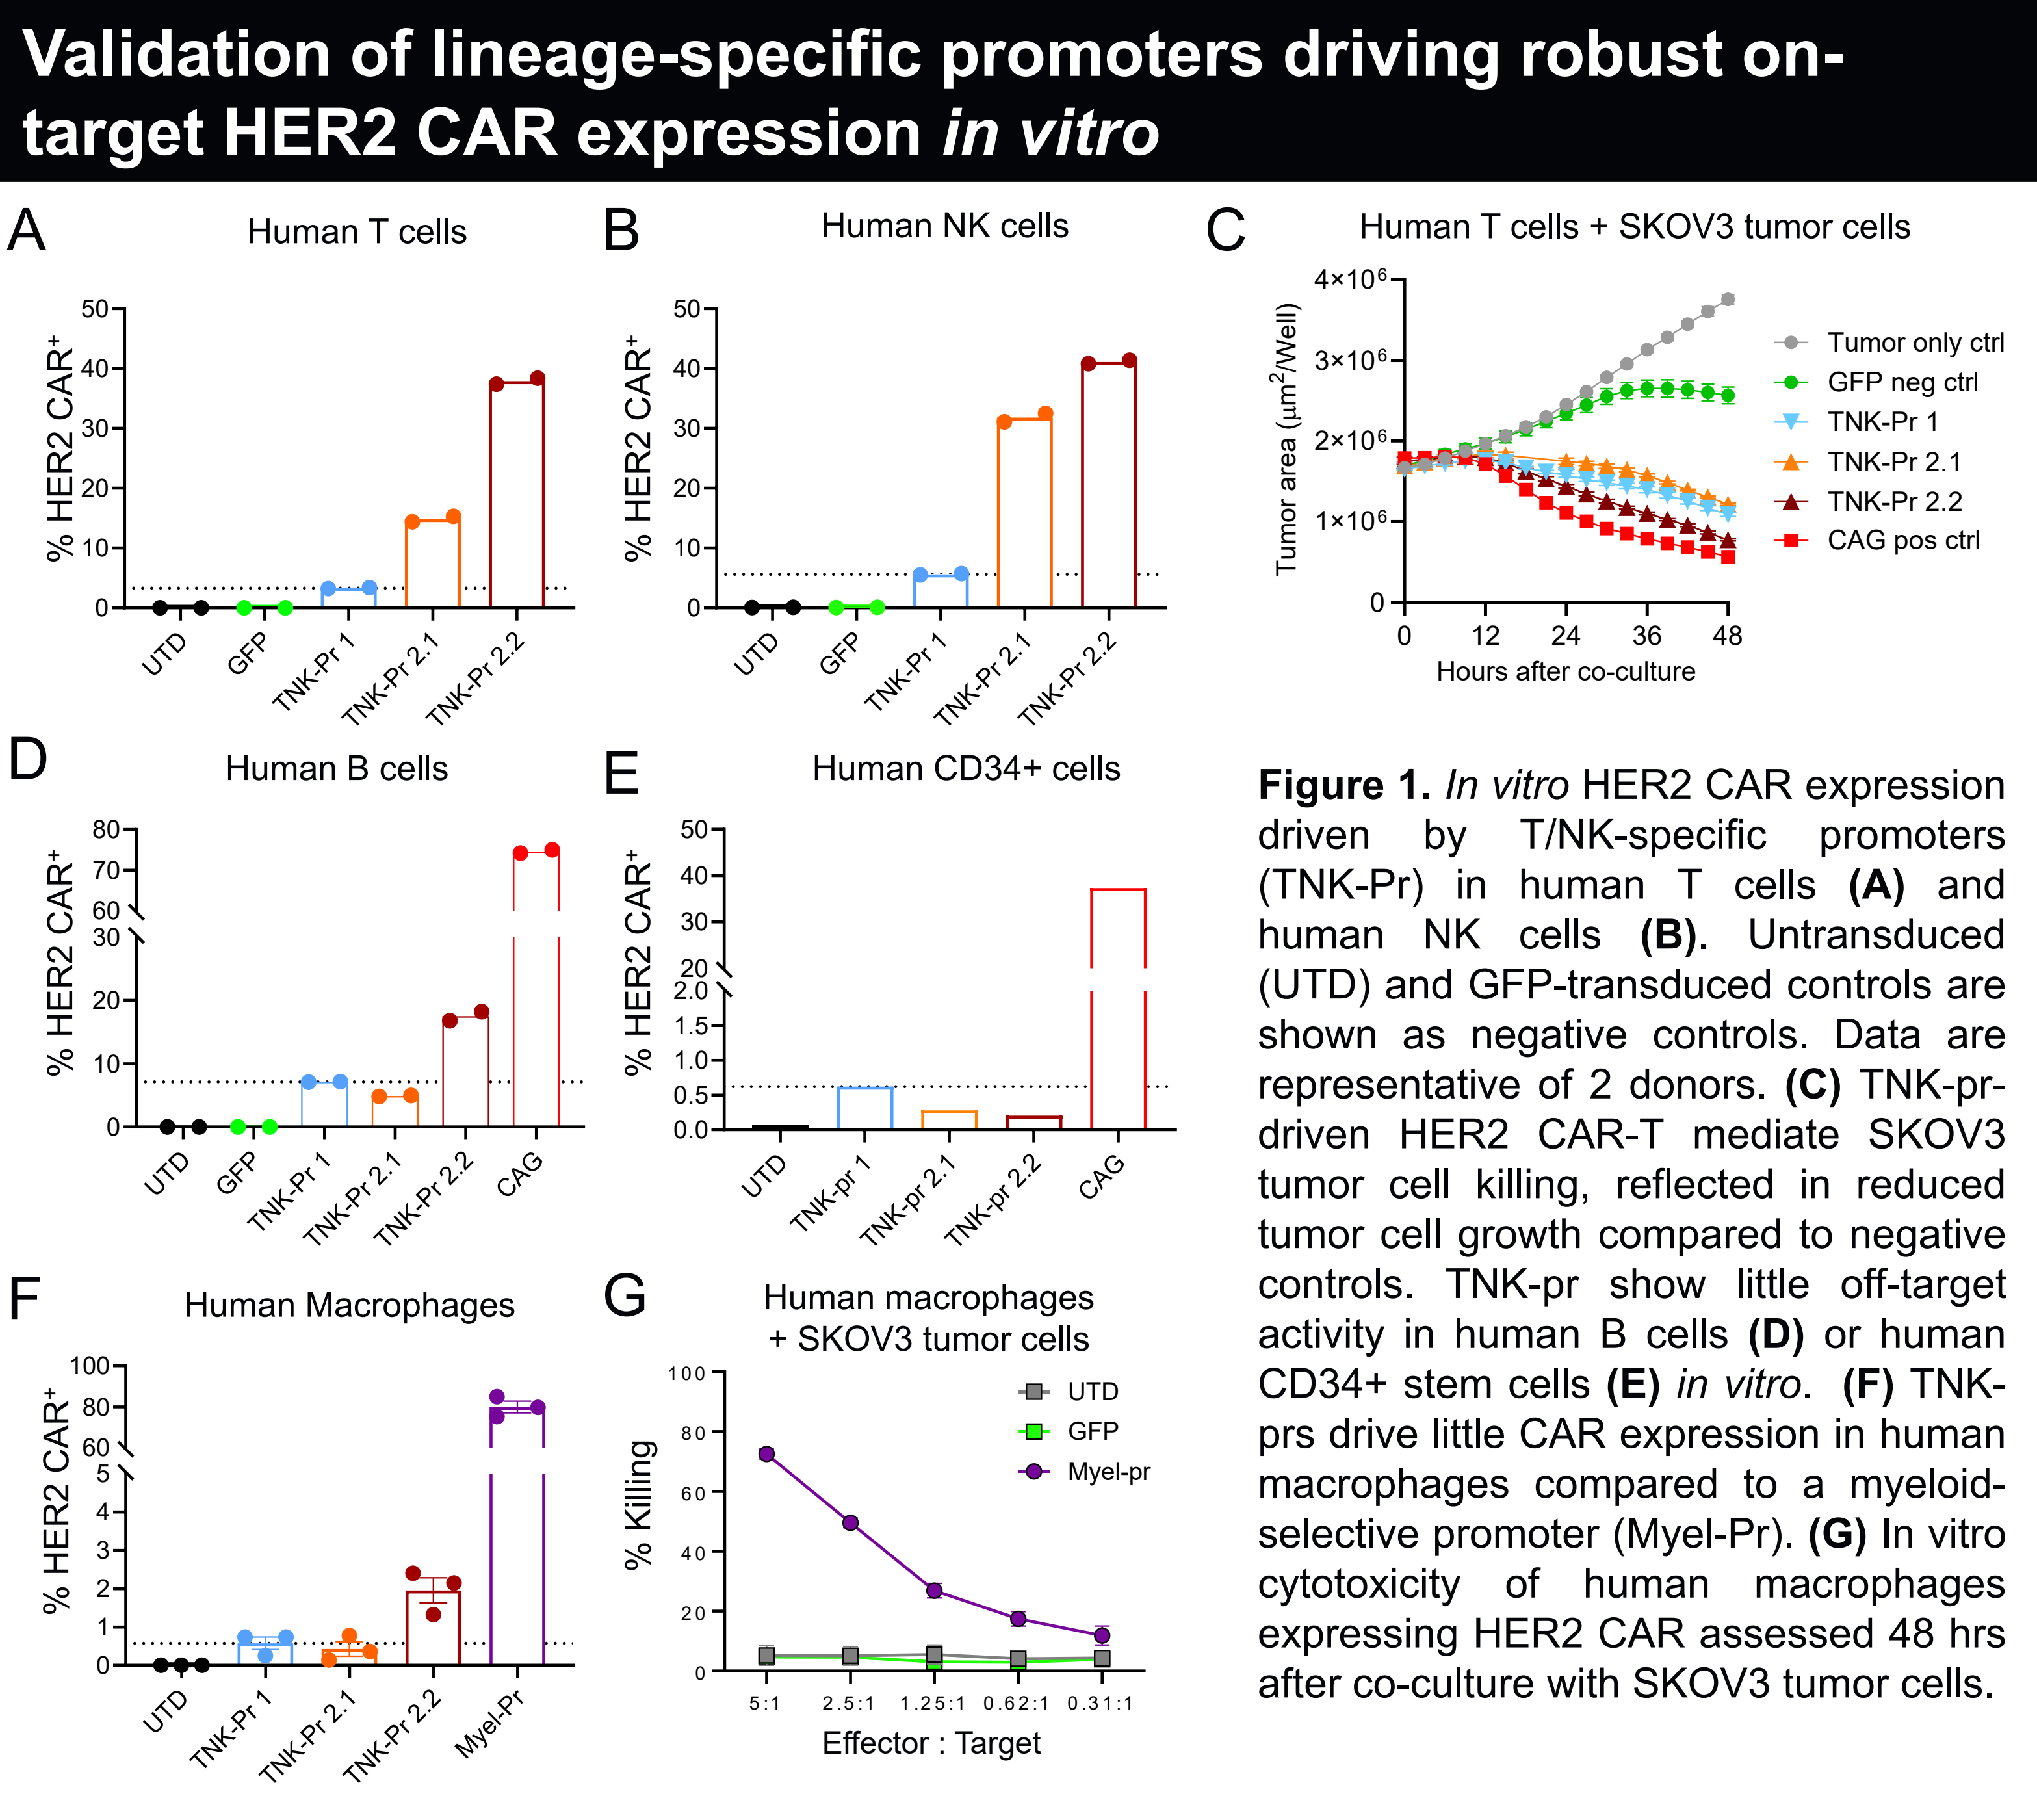 Validation of lineage-specific promoters driving robust on-
target HER2 CAR expression in vitro
A
Human T cells
% HER2 CAR+
50
40
30
20
10
0
UTD
GFP
TNK-Pr 1
TNK-Pr 2.1
TNK-Pr 2.2
B
Human NK cells
% HER2 CAR+
50
40
30
20
10
0
UTD
GFP
TNK-Pr 1
TNK-Pr 2.1
TNK-Pr 2.2
C
Human T cells + SKOV3 tumor cells
Tumor area (μm²/Well)
4×10⁶
3×10⁶
2×10⁶
1×10⁶
0
0 12 24 36 48
Hours after co-culture
Tumor only ctrl
GFP neg ctrl
TNK-Pr 1
TNK-Pr 2.1
TNK-Pr 2.2
CAG pos ctrl
D
Human B cells
% HER2 CAR+
80
70
60
30
20
10
0
UTD
GFP
TNK-Pr 1
TNK-Pr 2.1
TNK-Pr 2.2
CAG
E
Human CD34+ cells
% HER2 CAR+
50
40
30
20
2.0
1.5
1.0
0.5
0.0
UTD
TNK-pr 1
TNK-pr 2.1
TNK-pr 2.2
CAG
F
Human Macrophages
% HER2 CAR+
100
80
60
5
4
3
2
1
0
UTD
TNK-Pr 1
TNK-Pr 2.1
TNK-Pr 2.2
Myel-Pr
G
Human macrophages
+ SKOV3 tumor cells
% Killing
100
80
60
40
20
0
5:1 2.5:1 1.25:1 0.62:1 0.31:1
Effector : Target
UTD
GFP
Myel-pr
Figure 1. In vitro HER2 CAR expression
driven by T/NK-specific promoters
(TNK-Pr) in human T cells (A) and
human NK cells (B). Untransduced
(UTD) and GFP-transduced controls are
shown as negative controls. Data are
representative of 2 donors. (C) TNK-pr-
driven HER2 CAR-T mediate SKOV3
tumor cell killing, reflected in reduced
tumor cell growth compared to negative
controls. TNK-pr show little off-target
activity in human B cells (D) or human
CD34+ stem cells (E) in vitro. (F) TNK-
prs drive little CAR expression in human
macrophages compared to a myeloid-
selective promoter (Myel-Pr). (G) In vitro
cytotoxicity of human macrophages
expressing HER2 CAR assessed 48 hrs
after co-culture with SKOV3 tumor cells.